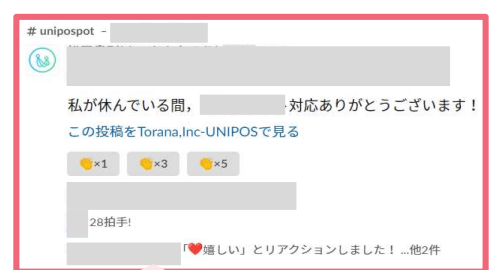 # unipospot –
私が休んでいる間， 対応ありがとうございます！
この投稿をTorana,Inc-UNIPOSで見る
👏×1 👏×3 👏×5
28拍手!
「❤️嬉しい」とリアクションしました！ ...他2件